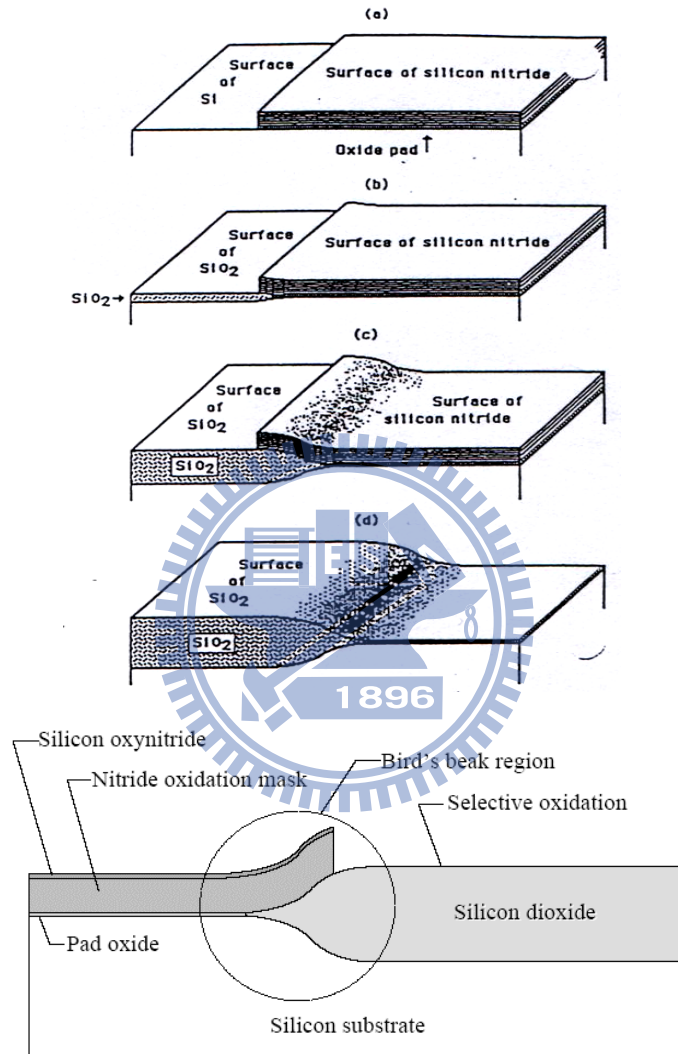 (a)
Surface
of
Si
Surface of silicon nitride
Oxide pad ↑
(b)
Surface
of
SiO2
Surface of silicon nitride
SiO2→
(c)
Surface
of
SiO2
Surface of
silicon nitride
SiO2
(d)
Surface
of
SiO2
SiO2
1896
Silicon oxynitride
Nitride oxidation mask
Bird's beak region
Selective oxidation
Silicon dioxide
Pad oxide
Silicon substrate